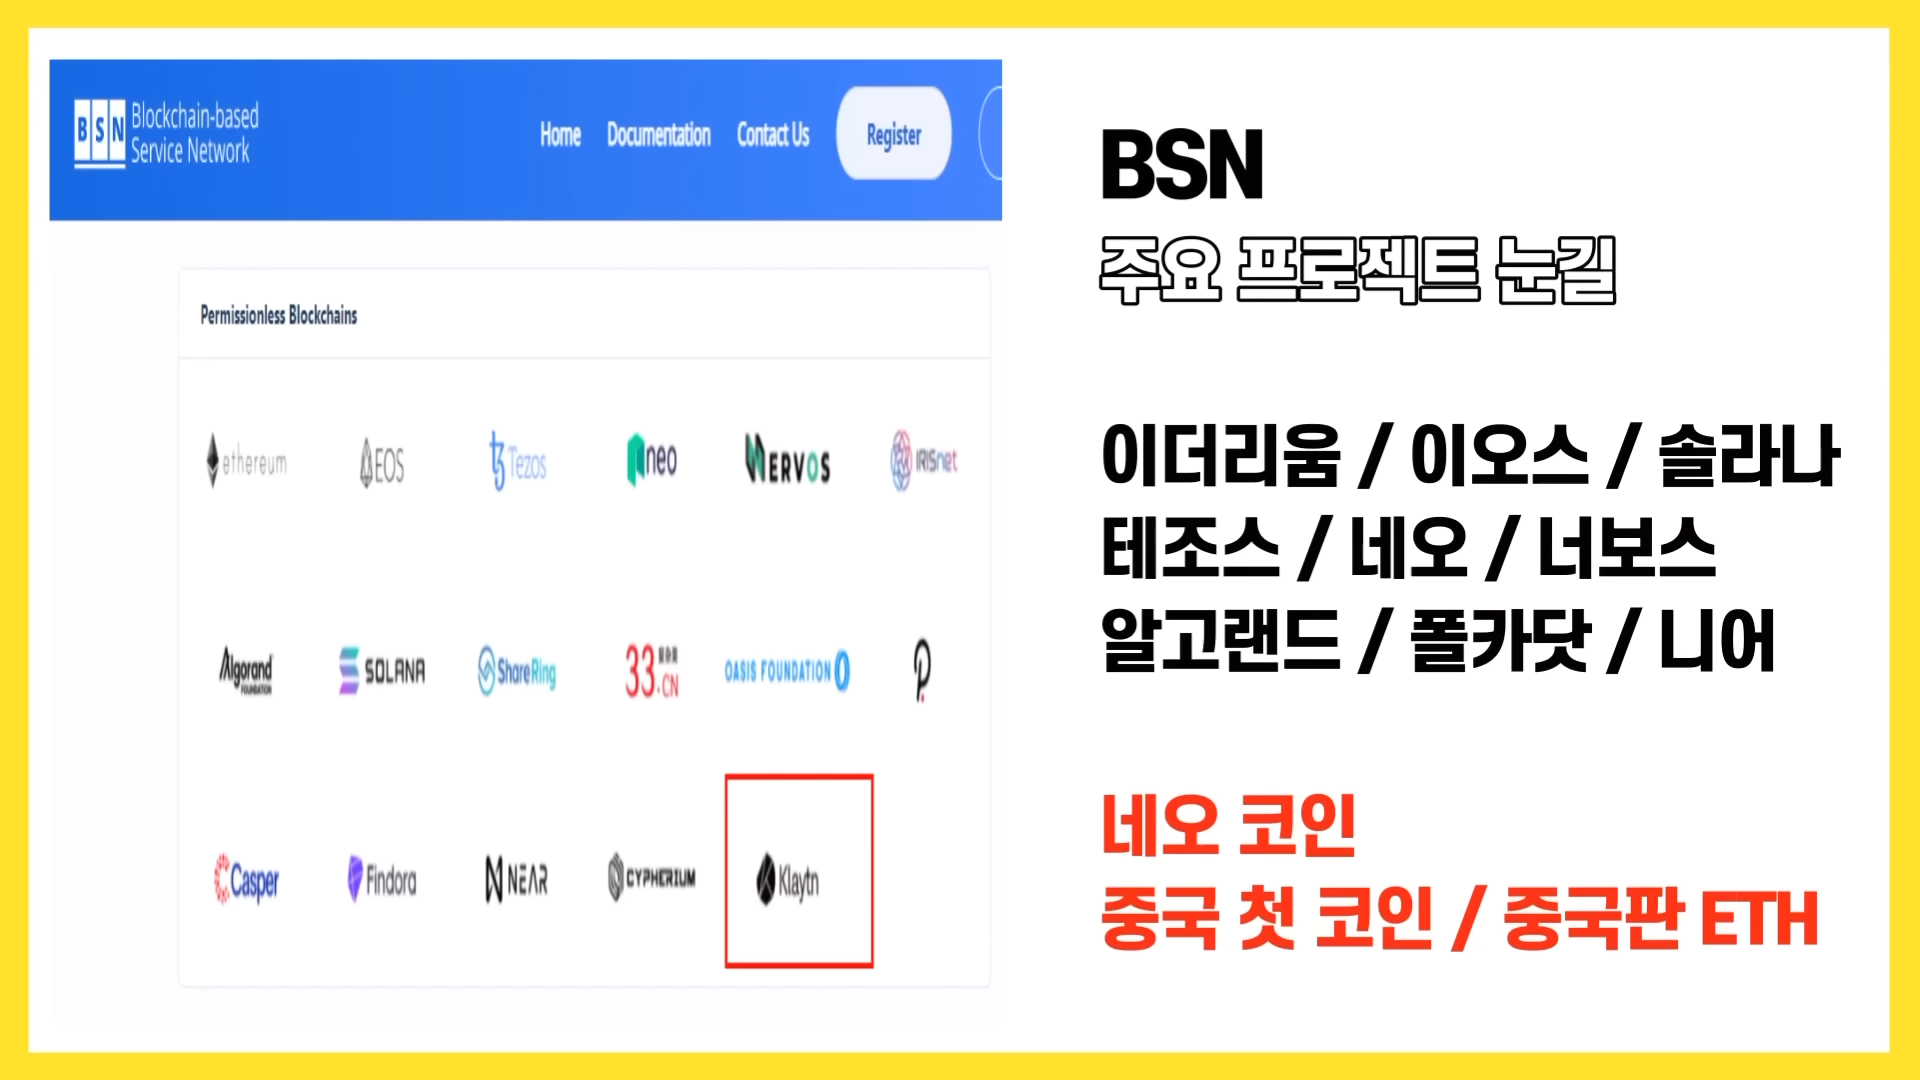 BSN Blockchain-based Service Network
Home Documentation Contact Us Register
Permissionless Blockchains
ethereum EOS Tezos neo NERVOS IRISnet
Algorand FOUNDATION SOLANA ShareRing 33.CN OASIS FOUNDATION
Casper Findora NEAR CYPHERIUM Klaytn
BSN
주요 프로젝트 눈길
이더리움 / 이오스 / 솔라나
테조스 / 네오 / 너보스
알고랜드 / 폴카닷 / 니어
네오 코인
중국 첫 코인 / 중국판 ETH